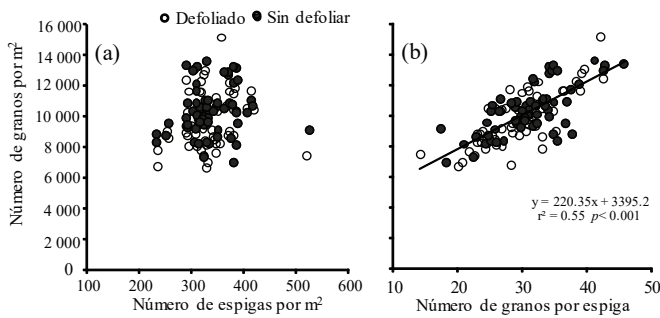 Defoliado Sin defoliar
Número de granos por m²
16 000
14 000
12 000
10 000
8 000
6 000
4 000
2 000
0
(a)
100 200 300 400 500 600
Número de espigas por m²
(b)
y = 220.35x + 3395.2
r² = 0.55 p< 0.001
10 20 30 40 50
Número de granos por espiga